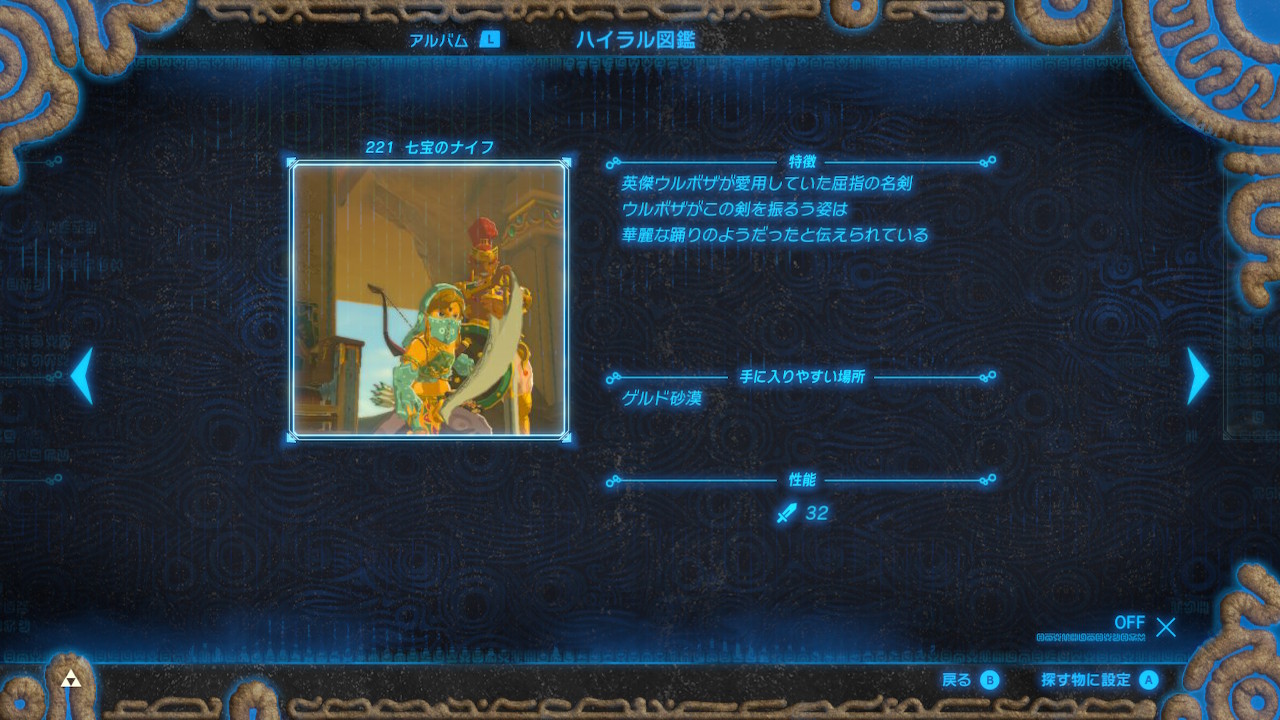 アルバム L
ハイラル図鑑
221 七宝のナイフ
特徴
英傑ウルボザが愛用していた屈指の名剣
ウルボザがこの剣を振るう姿は
華麗な踊りのようだったと伝えられている
手に入りやすい場所
ゲルド砂漠
性能
32
OFF
戻る B
探す物に設定 A